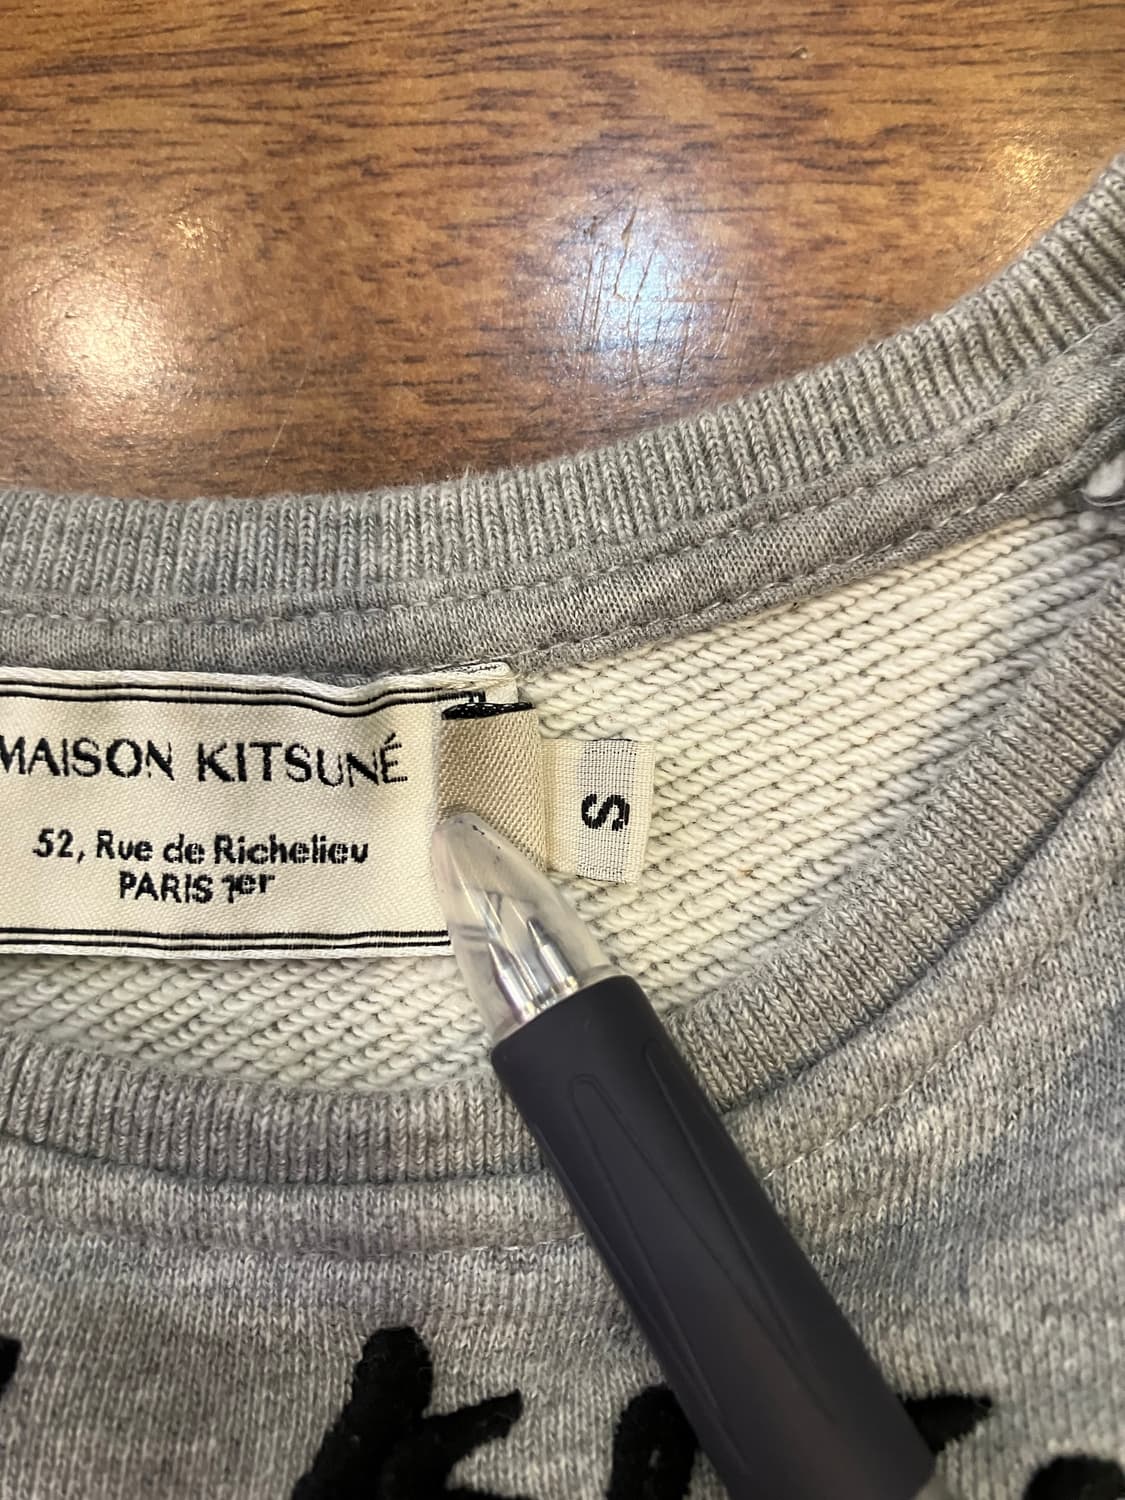 MAISON KITSUNÉ
52, Rue de Richelieu
PARIS 1er
S